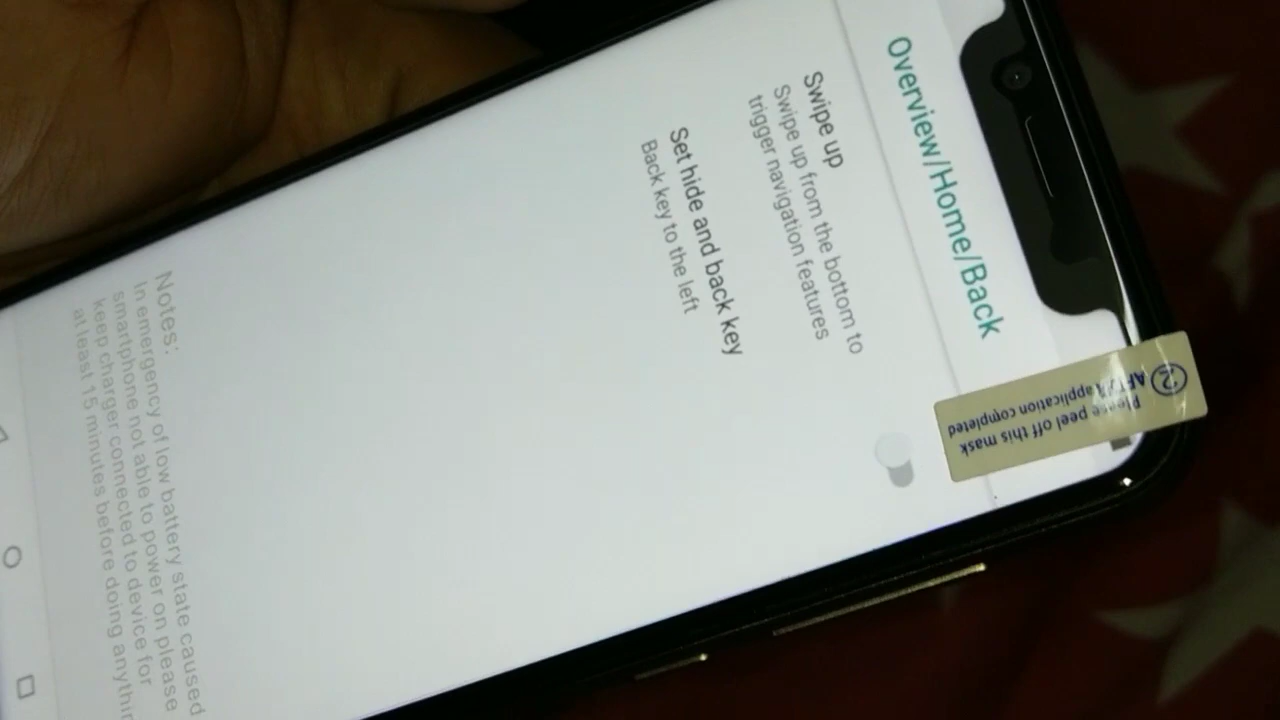 Overview/Home/Back
Swipe up
Swipe up from the bottom to
trigger navigation features
Set hide and back key
Back key to the left
Notes:
In emergency of low battery state caused
smartphone not able to power on please
keep charger connected to device for
at least 15 minutes before doing anythin
2
AFTER application completed
Please peel off this mask